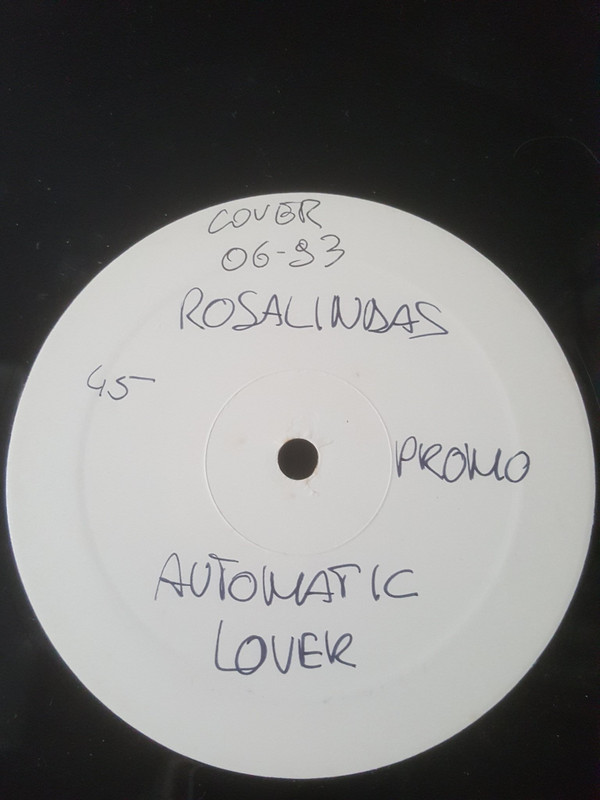 COVER
06-93
ROSALINDAS
45
PROMO
AUTOMATIC
LOVER